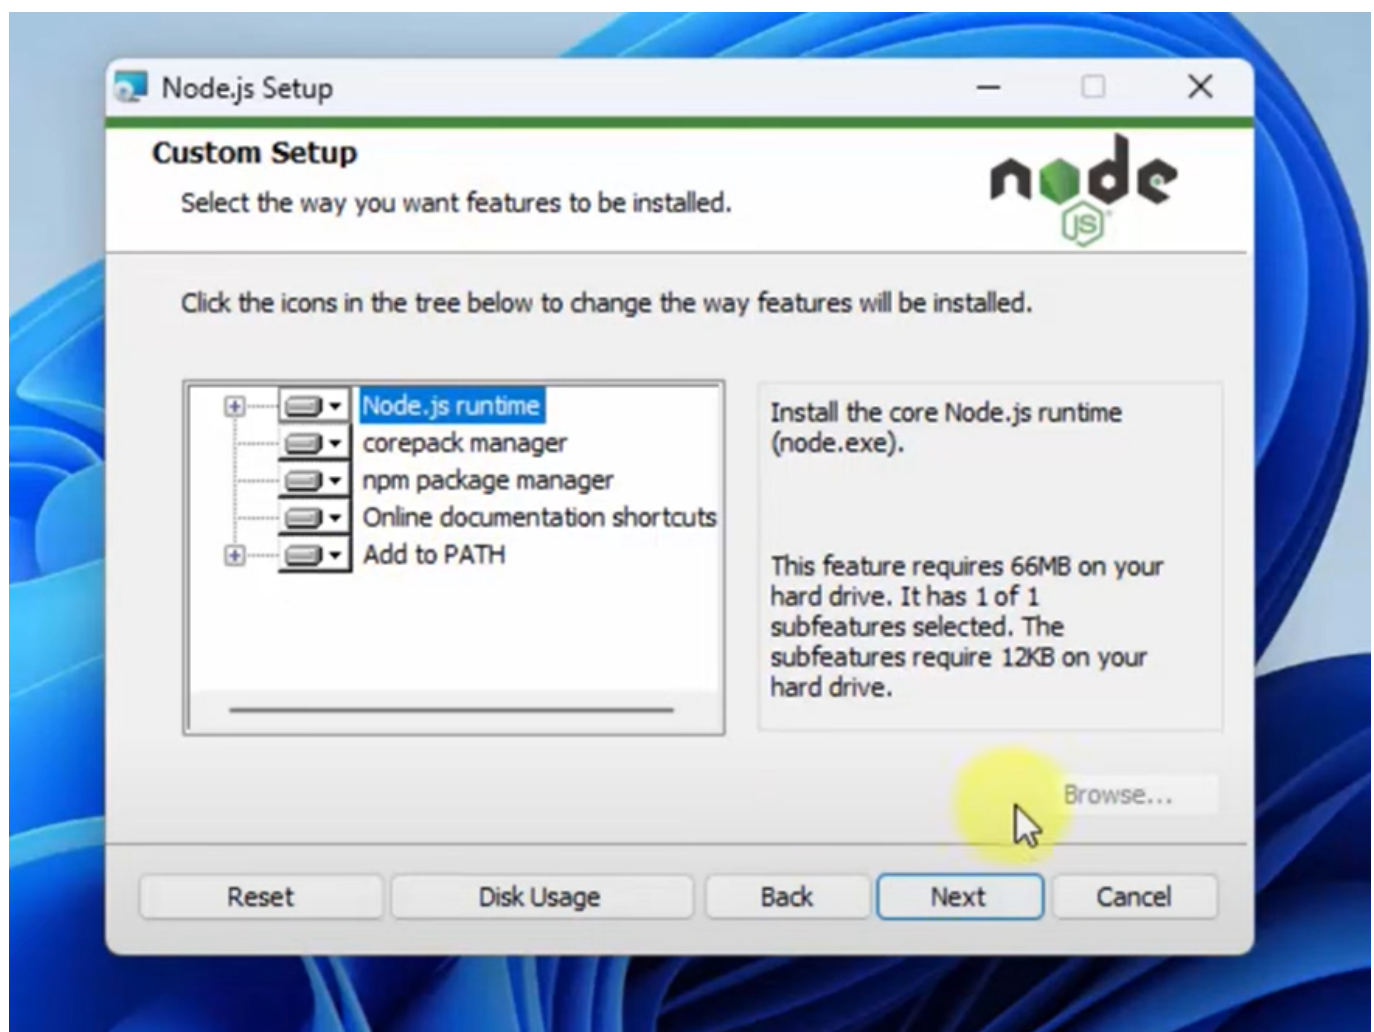 Node.js Setup
Custom Setup
Select the way you want features to be installed.
node
JS
Click the icons in the tree below to change the way features will be installed.
Node.js runtime
corepack manager
npm package manager
Online documentation shortcuts
Add to PATH
Install the core Node.js runtime
(node.exe).
This feature requires 66MB on your
hard drive. It has 1 of 1
subfeatures selected. The
subfeatures require 12KB on your
hard drive.
Browse...
Reset
Disk Usage
Back
Next
Cancel